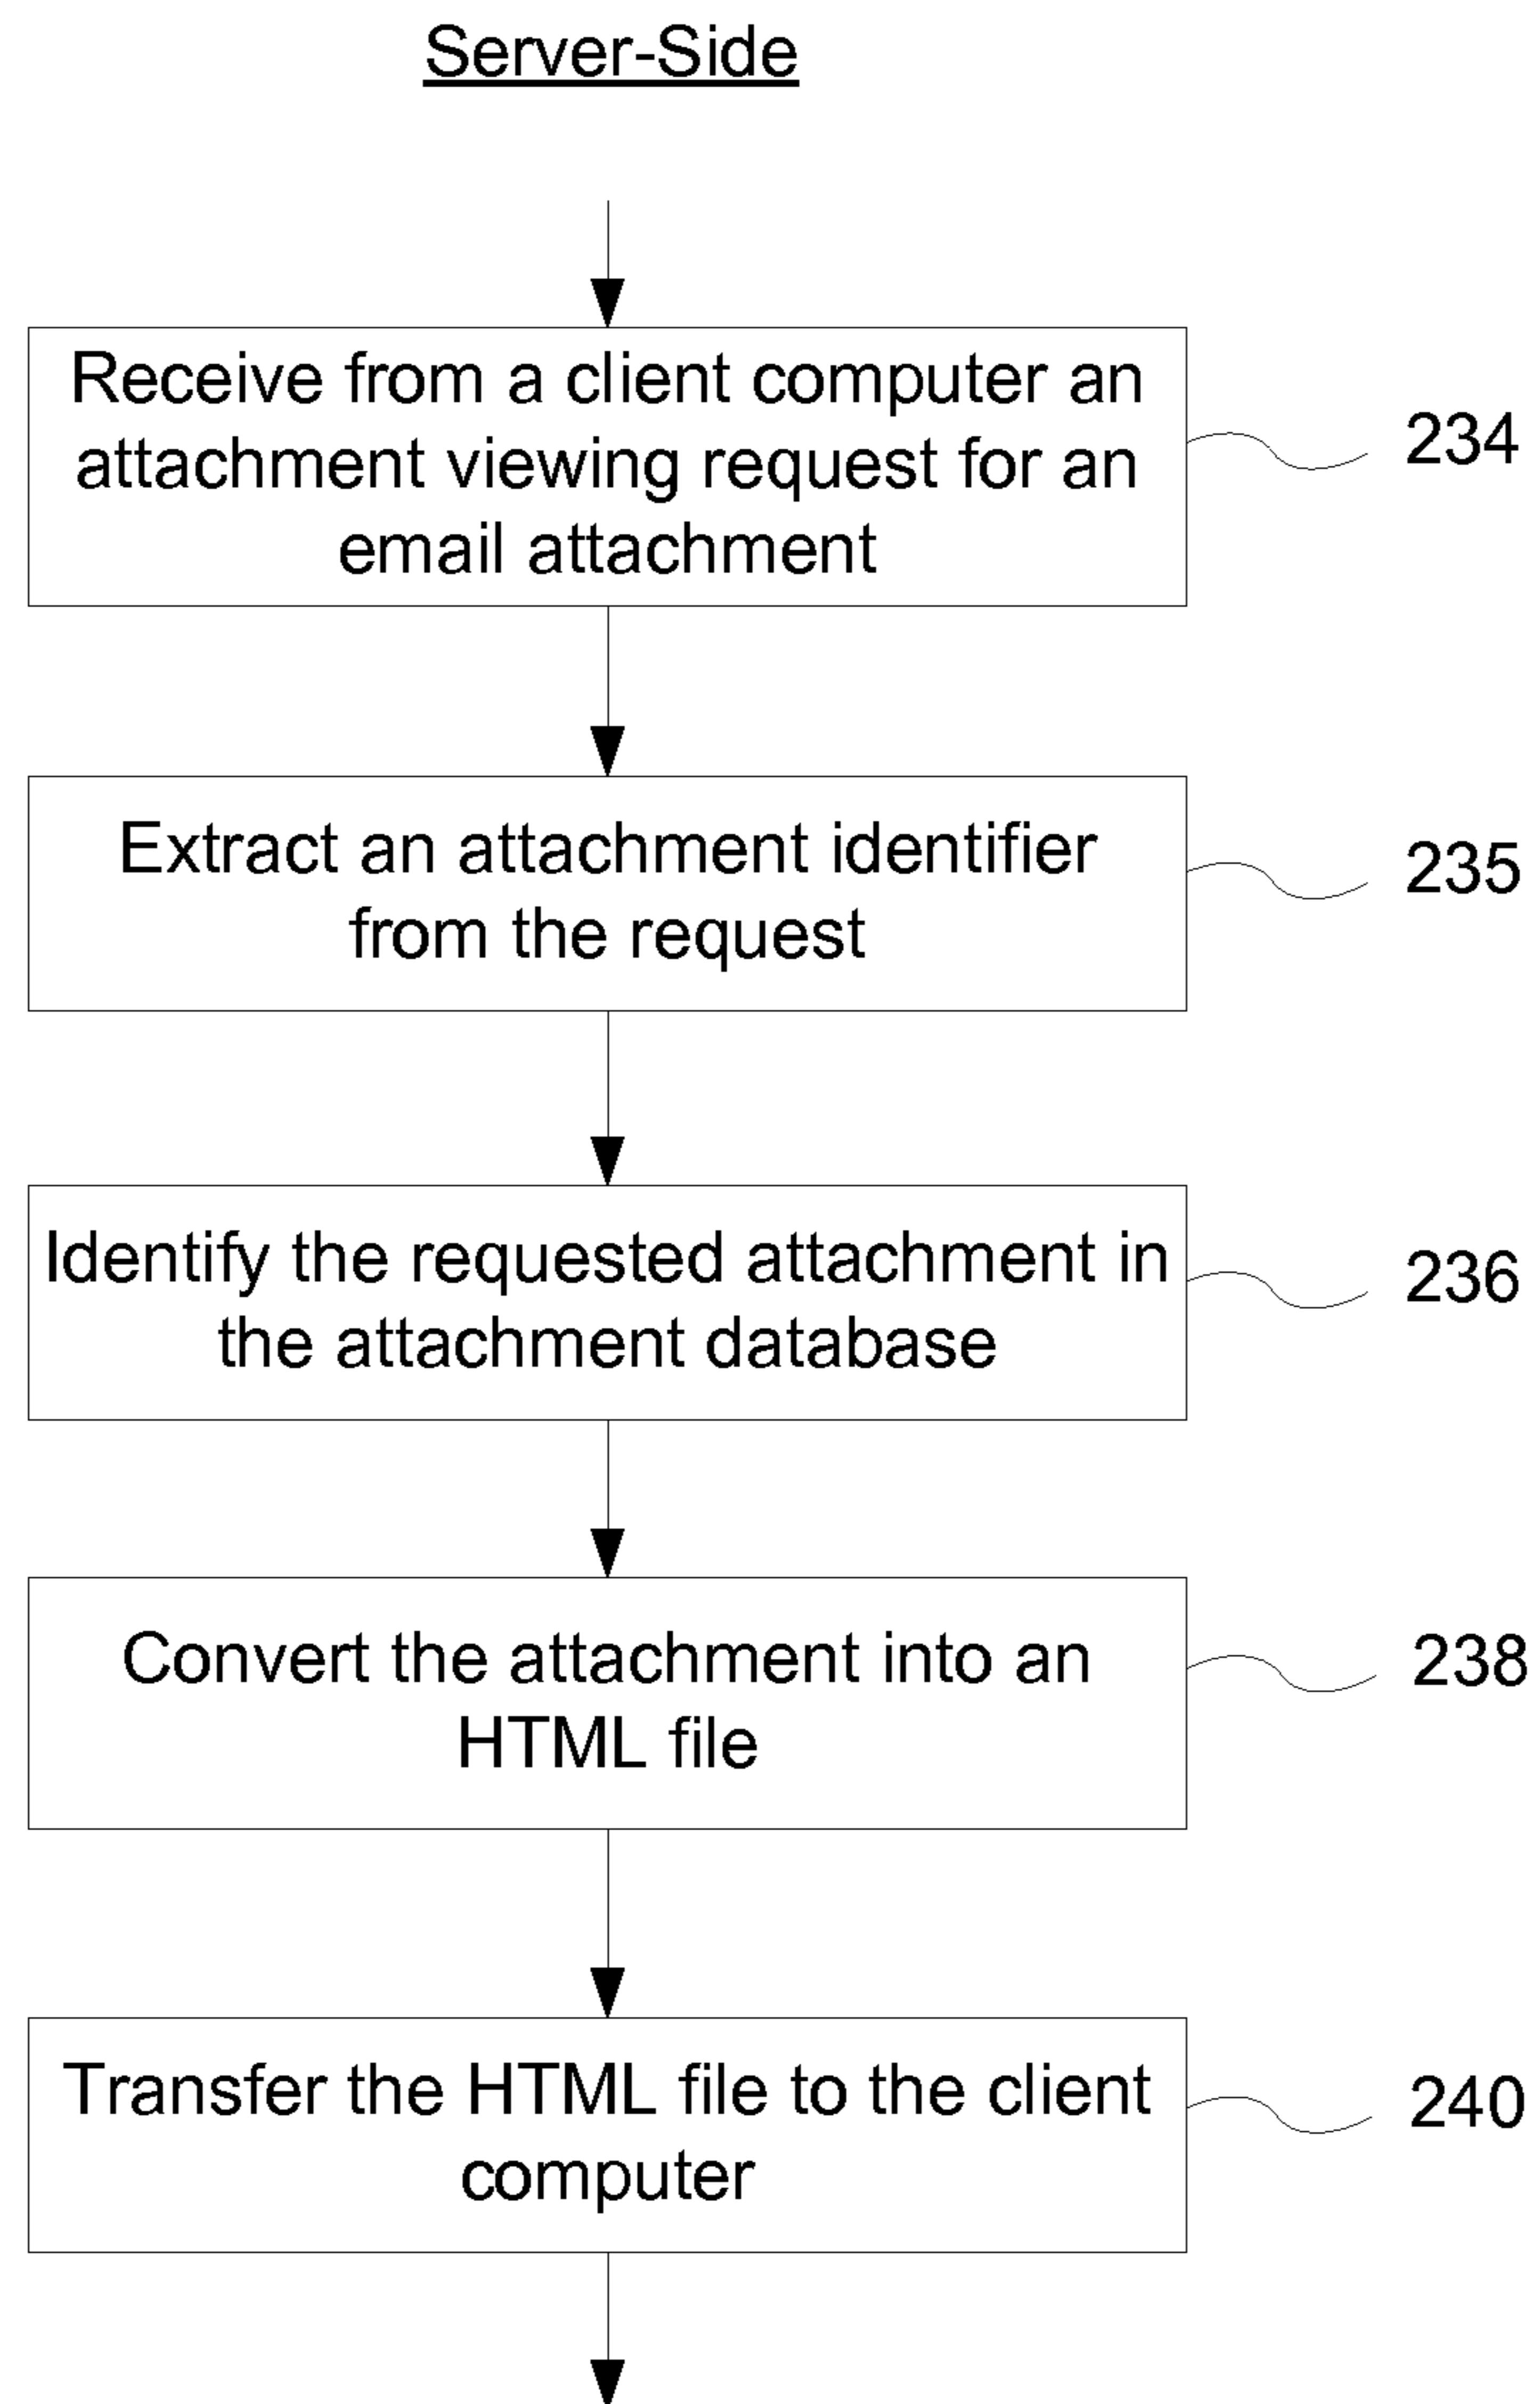 Server-Side
Receive from a client computer an
attachment viewing request for an
email attachment
234
Extract an attachment identifier
from the request
235
Identify the requested attachment in
the attachment database
236
Convert the attachment into an
HTML file
238
Transfer the HTML file to the client
computer
240